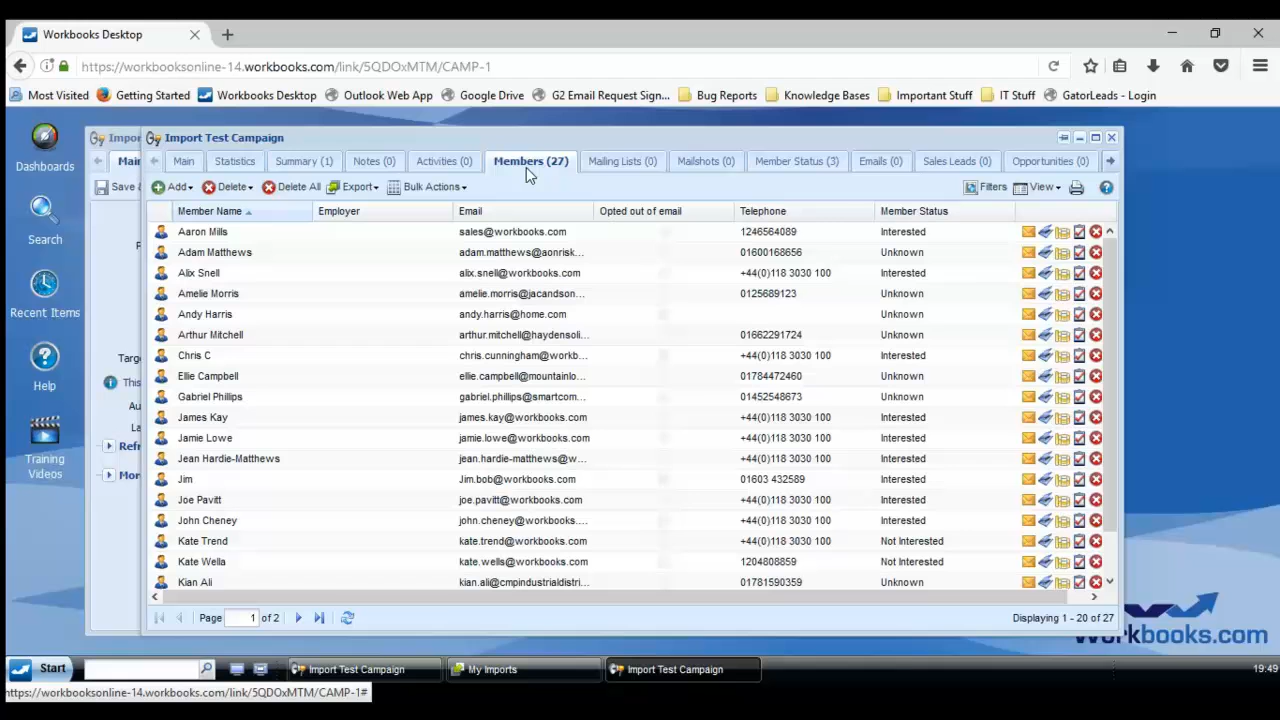 Workbooks Desktop
https://workbooksonline-14.workbooks.com/link/5QDOxMTM/CAMP-1
Most Visited Getting Started Workbooks Desktop Outlook Web App Google Drive G2 Email Request Sign... Bug Reports Knowledge Bases Important Stuff IT Stuff GatorLeads - Login
Dashboards
Search
Recent Items
Help
Training
Videos
Import Test Campaign
Main Statistics Summary (1) Notes (0) Activities (0) Members (27) Mailing Lists (0) Mailshots (0) Member Status (3) Emails (0) Sales Leads (0) Opportunities (0)
Save
Add Delete Delete All Export Bulk Actions Filters View
Member Name Employer Email Opted out of email Telephone Member Status
Aaron Mills sales@workbooks.com 1246564089 Interested
Adam Matthews adam.matthews@aonrisk... 01600168656 Unknown
Alix Snell alix.snell@workbooks.com +44(0)118 3030 100 Interested
Amelie Morris amelie.morris@jacandson... 0125689123 Unknown
Andy Harris andy.harris@home.com Unknown
Arthur Mitchell arthur.mitchell@haydensoli... 01662291724 Unknown
Chris C chris.cunningham@workb... +44(0)118 3030 100 Interested
Ellie Campbell ellie.campbell@mountainlo... 01784472460 Unknown
Gabriel Phillips gabriel.phillips@smartcom... 01452548673 Unknown
James Kay james.kay@workbooks.com +44(0)118 3030 100 Interested
Jamie Lowe jamie.lowe@workbooks.com +44(0)118 3030 100 Interested
Jean Hardie-Matthews jean.hardie-matthews@w... +44(0)118 3030 100 Interested
Jim Jim.bob@workbooks.com 01603 432589 Interested
Joe Pavitt joe.pavitt@workbooks.com +44(0)118 3030 100 Interested
John Cheney john.cheney@workbooks.... +44(0)118 3030 100 Interested
Kate Trend kate.trend@workbooks.com +44(0)118 3030 100 Not Interested
Kate Wella kate.wells@workbooks.com 1204808859 Not Interested
Kian Ali kian.ali@cmpindustrialdistri... 01781590359 Unknown
Page 1 of 2 Displaying 1 - 20 of 27
workbooks.com
Start Import Test Campaign My Imports Import Test Campaign 19:49
https://workbooksonline-14.workbooks.com/link/5QDOxMTM/CAMP-1#